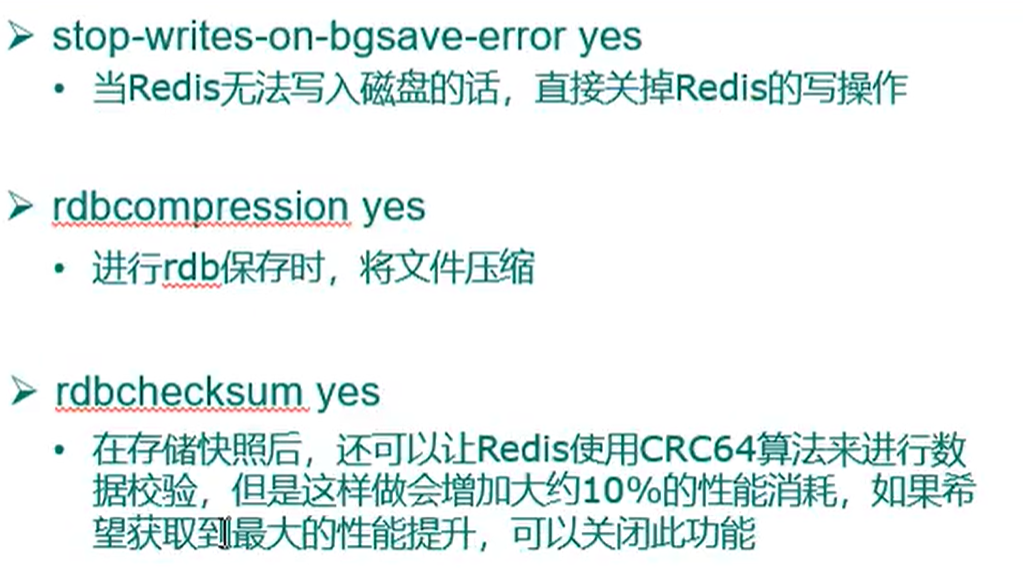 stop-writes-on-bgsave-error yes
当Redis无法写入磁盘的话，直接关掉Redis的写操作
rdbcompression yes
进行rdb保存时，将文件压缩
rdbchecksum yes
在存储快照后，还可以让Redis使用CRC64算法来进行数
据校验，但是这样做会增加大约10%的性能消耗，如果希
望获取到最大的性能提升，可以关闭此功能